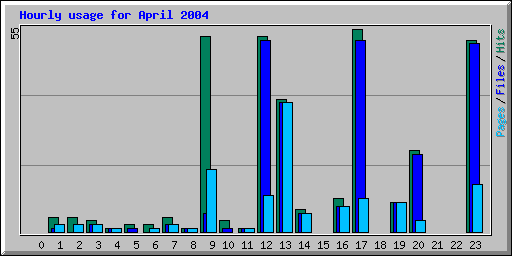 Hourly usage for April 2004
55
Pages/Files/Hits
0 1 2 3 4 5 6 7 8 9 10 11 12 13 14 15 16 17 18 19 20 21 22 23